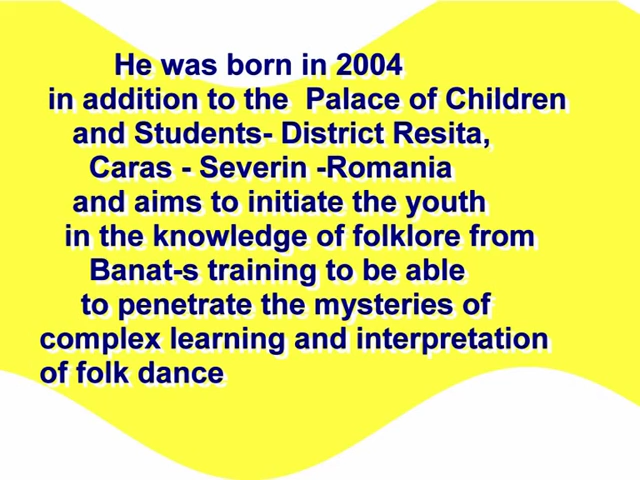 He was born in 2004
in addition to the Palace of Children
and Students- District Resita,
Caras - Severin -Romania
and aims to initiate the youth
in the knowledge of folklore from
Banat-s training to be able
to penetrate the mysteries of
complex learning and interpretation
of folk dance